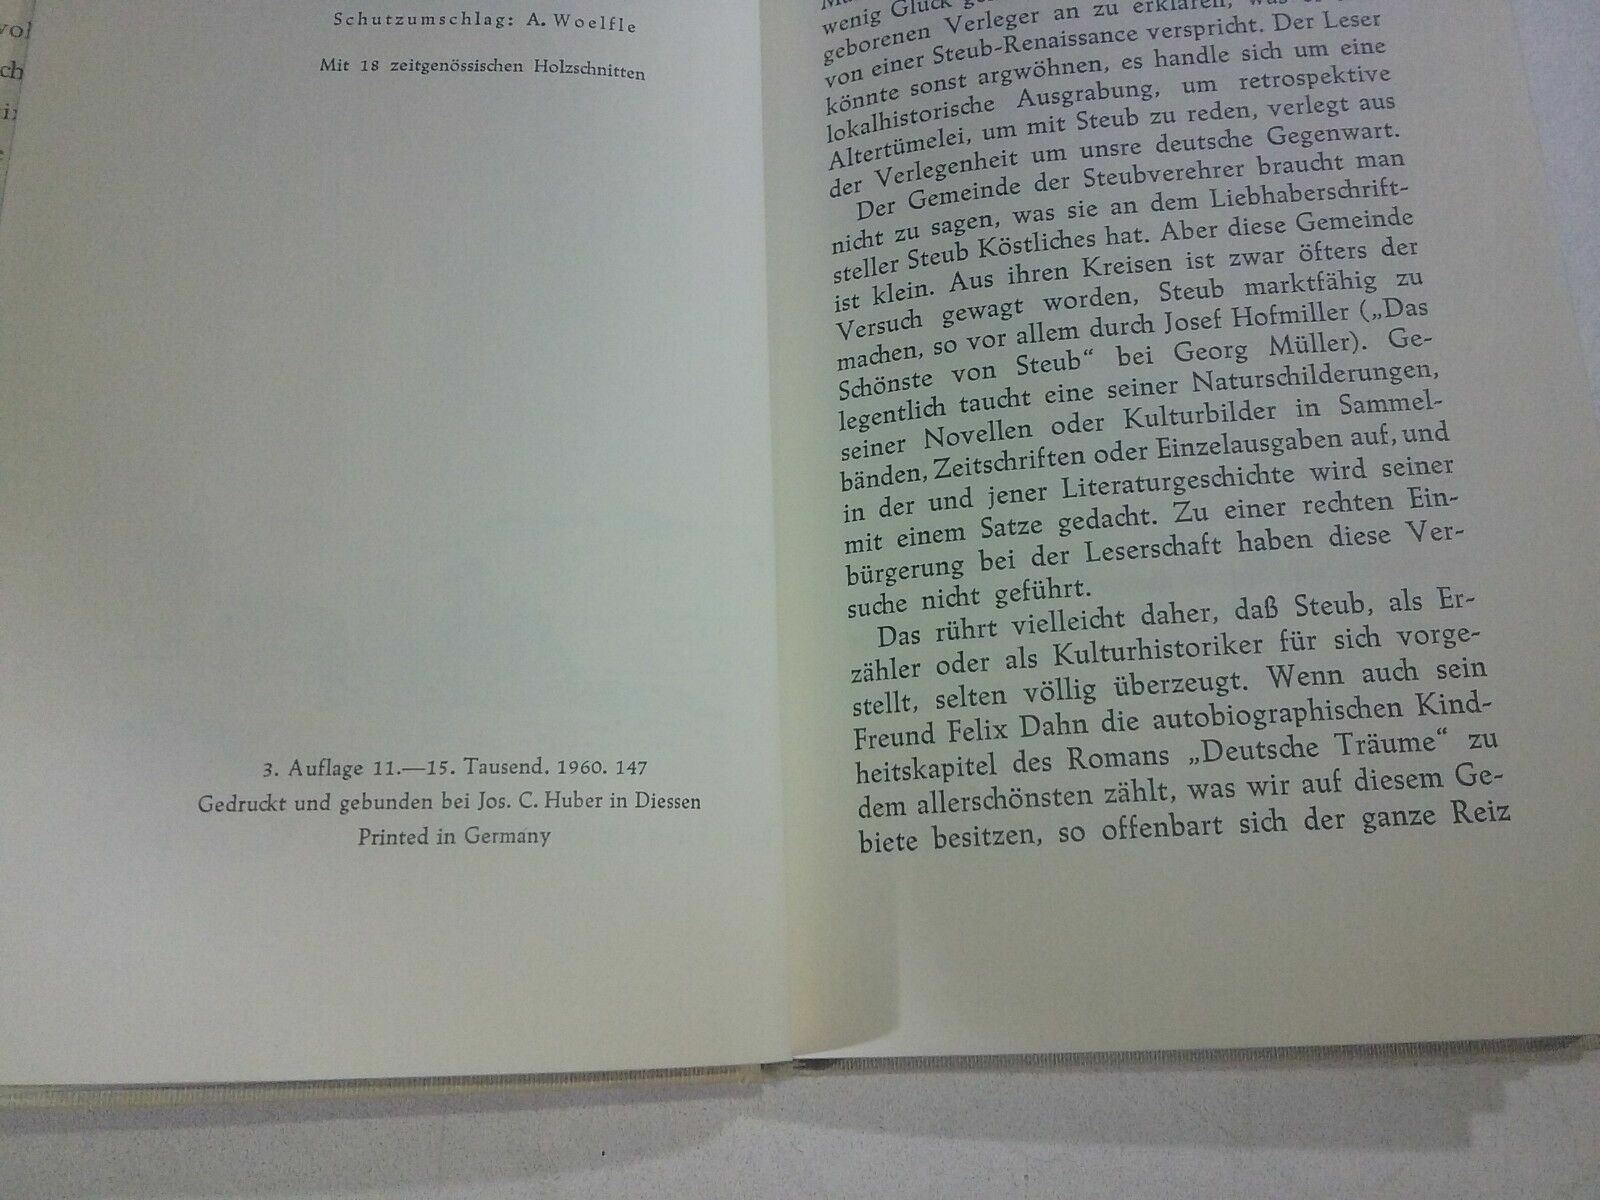 vol
ch
Schutzumschlag: A. Woelfle
Mit 18 zeitgenössischen Holzschnitten
3. Auflage 11.—15. Tausend. 1960. 147
Gedruckt und gebunden bei Jos. C. Huber in Diessen
Printed in Germany
wenig Glück
geborenen Verleger an zu erklären,
von einer Steub-Renaissance verspricht. Der Leser
könnte sonst argwöhnen, es handle sich um eine
lokalhistorische Ausgrabung, um retrospektive
Altertümelei, um mit Steub zu reden, verlegt aus
der Verlegenheit um unsre deutsche Gegenwart.
Der Gemeinde der Steubverehrer braucht man
nicht zu sagen, was sie an dem Liebhaberschrift-
steller Steub Köstliches hat. Aber diese Gemeinde
ist klein. Aus ihren Kreisen ist zwar öfters der
Versuch gewagt worden, Steub marktfähig zu
machen, so vor allem durch Josef Hofmiller („Das
Schönste von Steub“ bei Georg Müller). Ge-
legentlich taucht eine seiner Naturschilderungen,
seiner Novellen oder Kulturbilder in Sammel-
bänden, Zeitschriften oder Einzelausgaben auf, und
in der und jener Literaturgeschichte wird seiner
mit einem Satze gedacht. Zu einer rechten Ein-
bürgerung bei der Leserschaft haben diese Ver-
suche nicht geführt.
Das rührt vielleicht daher, daß Steub, als Er-
zähler oder als Kulturhistoriker für sich vorge-
stellt, selten völlig überzeugt. Wenn auch sein
Freund Felix Dahn die autobiographischen Kind-
heitskapitel des Romans „Deutsche Träume“ zu
dem allerschönsten zählt, was wir auf diesem Ge-
biete besitzen, so offenbart sich der ganze Reiz